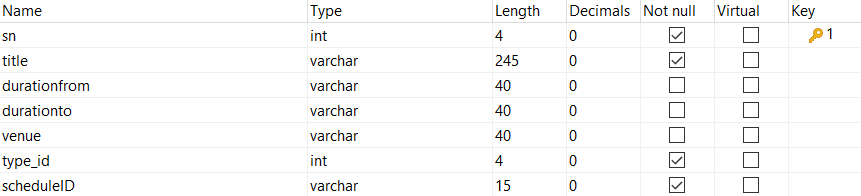 Name Type Length Decimals Not null Virtual Key
sn int 4 0 1
title varchar 245 0
durationfrom varchar 40 0
durationto varchar 40 0
venue varchar 40 0
type_id int 4 0
scheduleID varchar 15 0